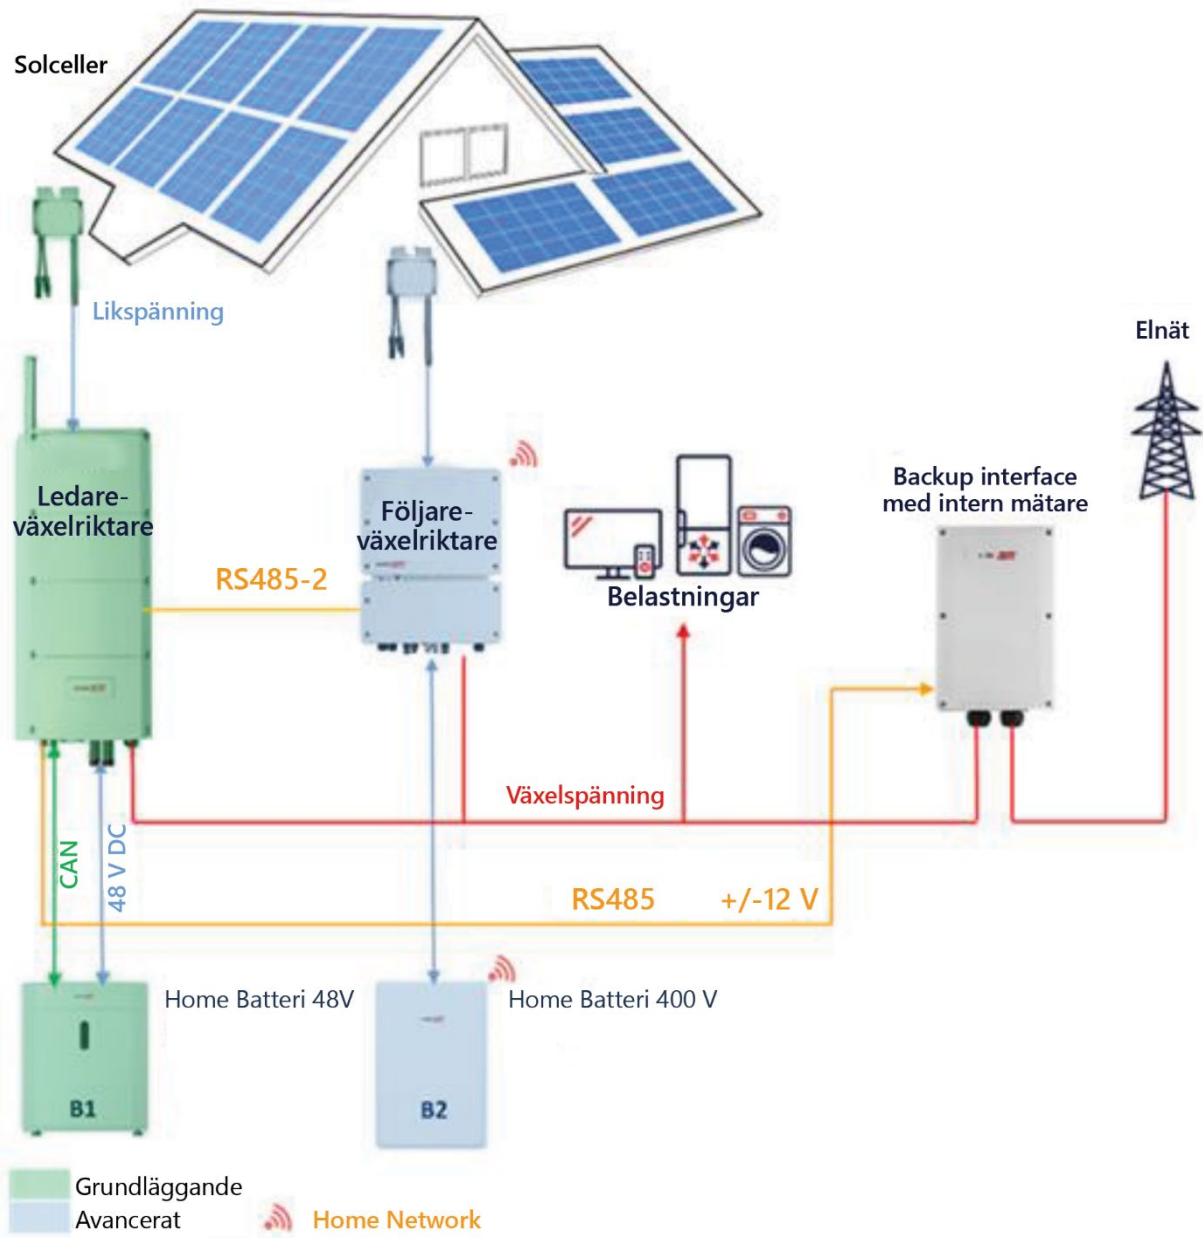 Solceller
Likspänning
Elnät
Ledare-
växelriktare
Följare-
växelriktare
Backup interface
med intern mätare
RS485-2
Belastningar
Växelspänning
CAN
48 V DC
RS485 +/-12 V
Home Batteri 48V
Home Batteri 400 V
B1
B2
Grundläggande
Avancerat
Home Network